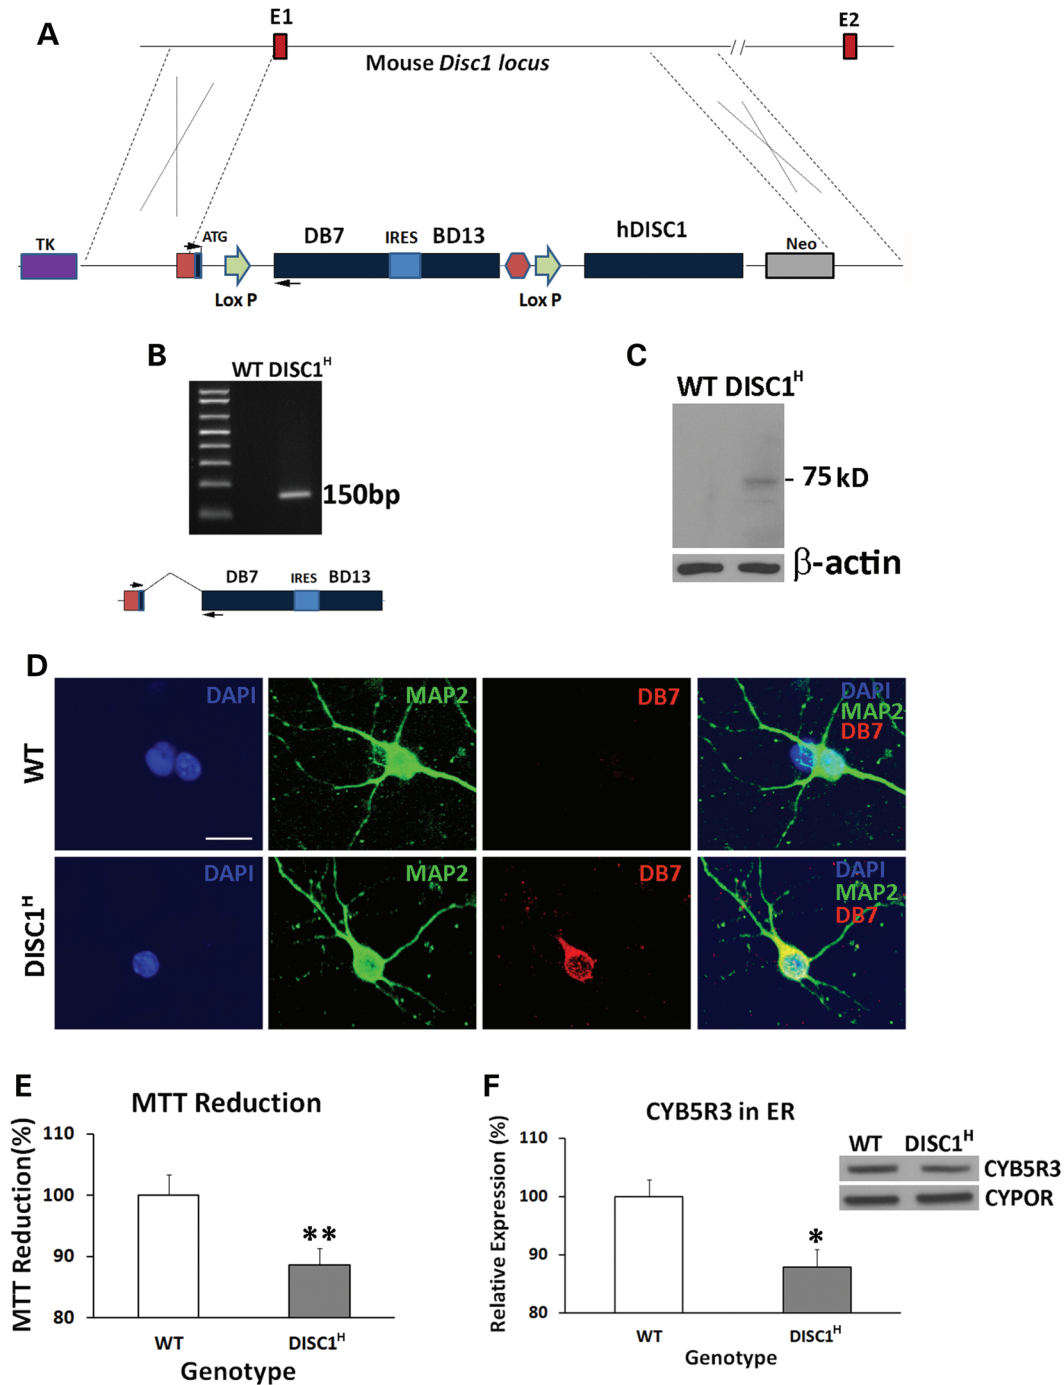 A
E1
E2
Mouse Disc1 locus
TK
ATG
DB7
IRES
BD13
hDISC1
Neo
Lox P
Lox P
B
WT DISC1H
150bp
DB7
IRES
BD13
C
WT DISC1H
- 75 kD
β-actin
D
WT
DAPI
MAP2
DB7
DAPI
MAP2
DB7
DISC1H
DAPI
MAP2
DB7
DAPI
MAP2
DB7
E
MTT Reduction
MTT Reduction(%)
110
100
90
80
**
WT
DISC1H
Genotype
F
CYB5R3 in ER
Relative Expression (%)
110
100
90
80
*
WT
DISC1H
Genotype
WT
DISC1H
CYB5R3
CYPOR